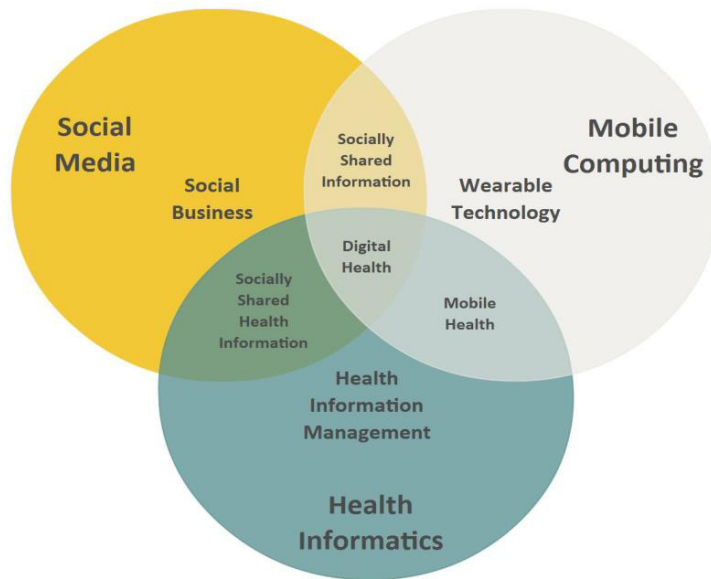 Social
Media
Mobile
Computing
Socially
Shared
Information
Social
Business
Wearable
Technology
Digital
Health
Socially
Shared
Health
Information
Mobile
Health
Health
Information
Management
Health
Informatics